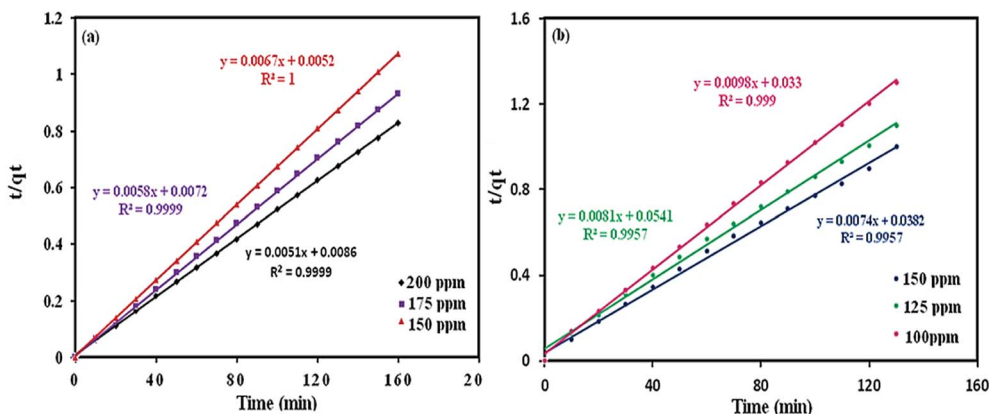 (a)
1.2
1
0.8
0.6
0.4
0.2
0
t/qt
y = 0.0067x + 0.0052
R² = 1
y = 0.0058x + 0.0072
R² = 0.9999
y = 0.0051x + 0.0086
R² = 0.9999
200 ppm
175 ppm
150 ppm
0 40 80 120 160 20
Time (min)
(b)
1.6
1.2
0.8
0.4
0
t/qt
y = 0.0098x + 0.033
R² = 0.999
y = 0.0081x + 0.0541
R² = 0.9957
y = 0.0074x + 0.0382
R² = 0.9957
150 ppm
125 ppm
100ppm
0 40 80 120 160
Time (min)